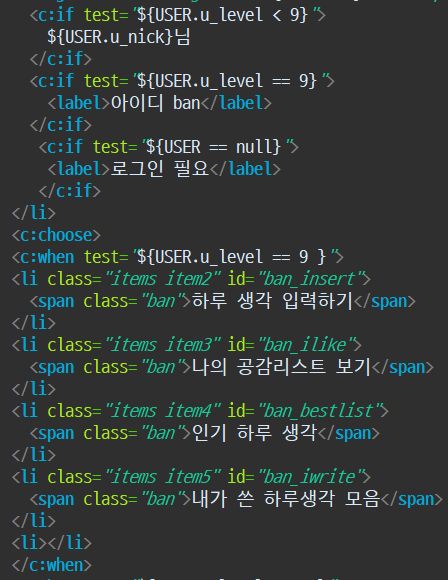 <c:if test="${USER.u_level < 9}">
${USER.u_nick}님
</c:if>
<c:if test="${USER.u_level == 9}">
<label>아이디 ban</label>
</c:if>
<c:if test="${USER == null}">
<label>로그인 필요</label>
</c:if>
</li>
<c:choose>
<c:when test="${USER.u_level == 9 }">
<li class="items item2" id="ban_insert">
<span class="ban">하루 생각 입력하기</span>
</li>
<li class="items item3" id="ban_ilike">
<span class="ban">나의 공감리스트 보기</span>
</li>
<li class="items item4" id="ban_bestlist">
<span class="ban">인기 하루 생각</span>
</li>
<li class="items item5" id="ban_iwrite">
<span class="ban">내가 쓴 하루생각 모음</span>
</li>
<li></li>
</c:when>